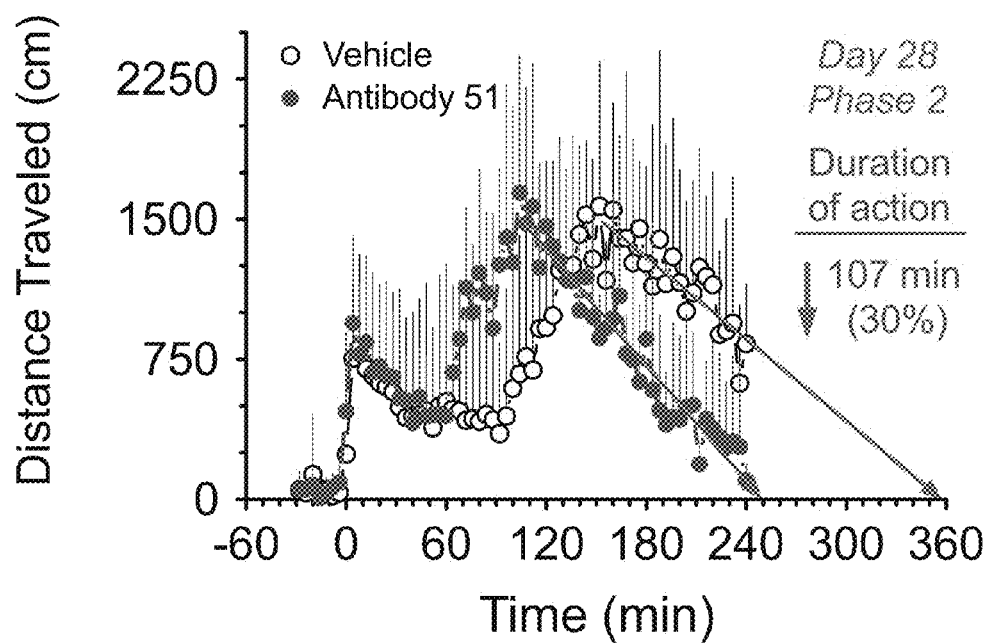 Distance Traveled (cm)
2250
1500
750
0
Vehicle
Antibody 51
Day 28
Phase 2
Duration
of action
107 min
(30%)
-60 0 60 120 180 240 300 360
Time (min)